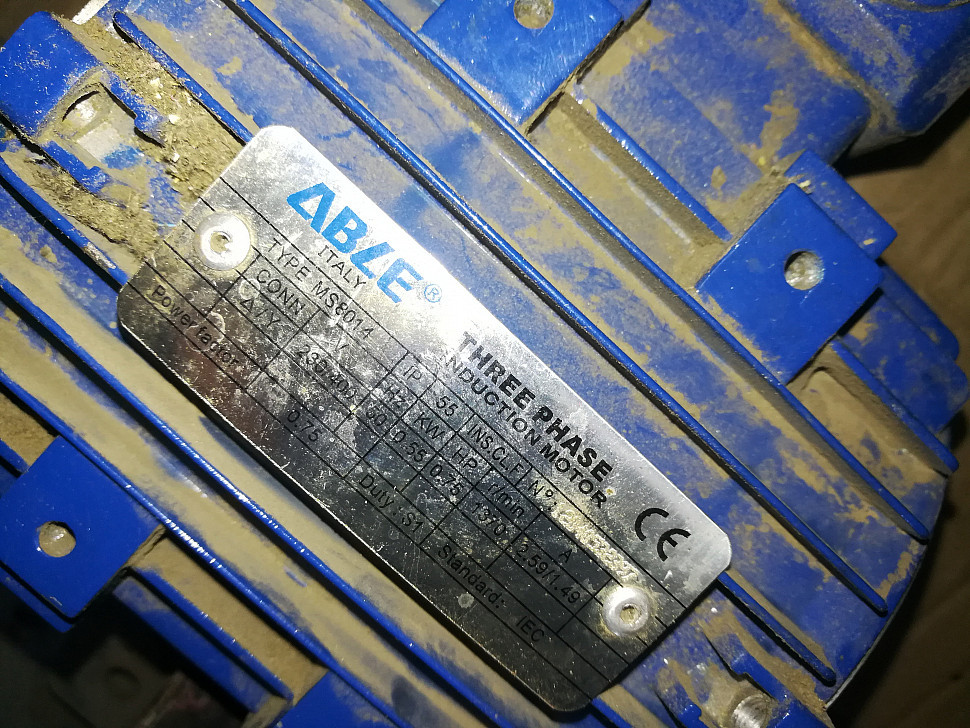 ABLE®
ITALY
THREE PHASE
INDUCTION MOTOR
CE
TYPE MS8014 IP 55 INS.CL.F N°
CONN V HZ KW HP r/min A
Δ/Y 0.55 0.75 1370 2.59/1.49
Power factor 0.75 Duty: S1 Standard: IEC